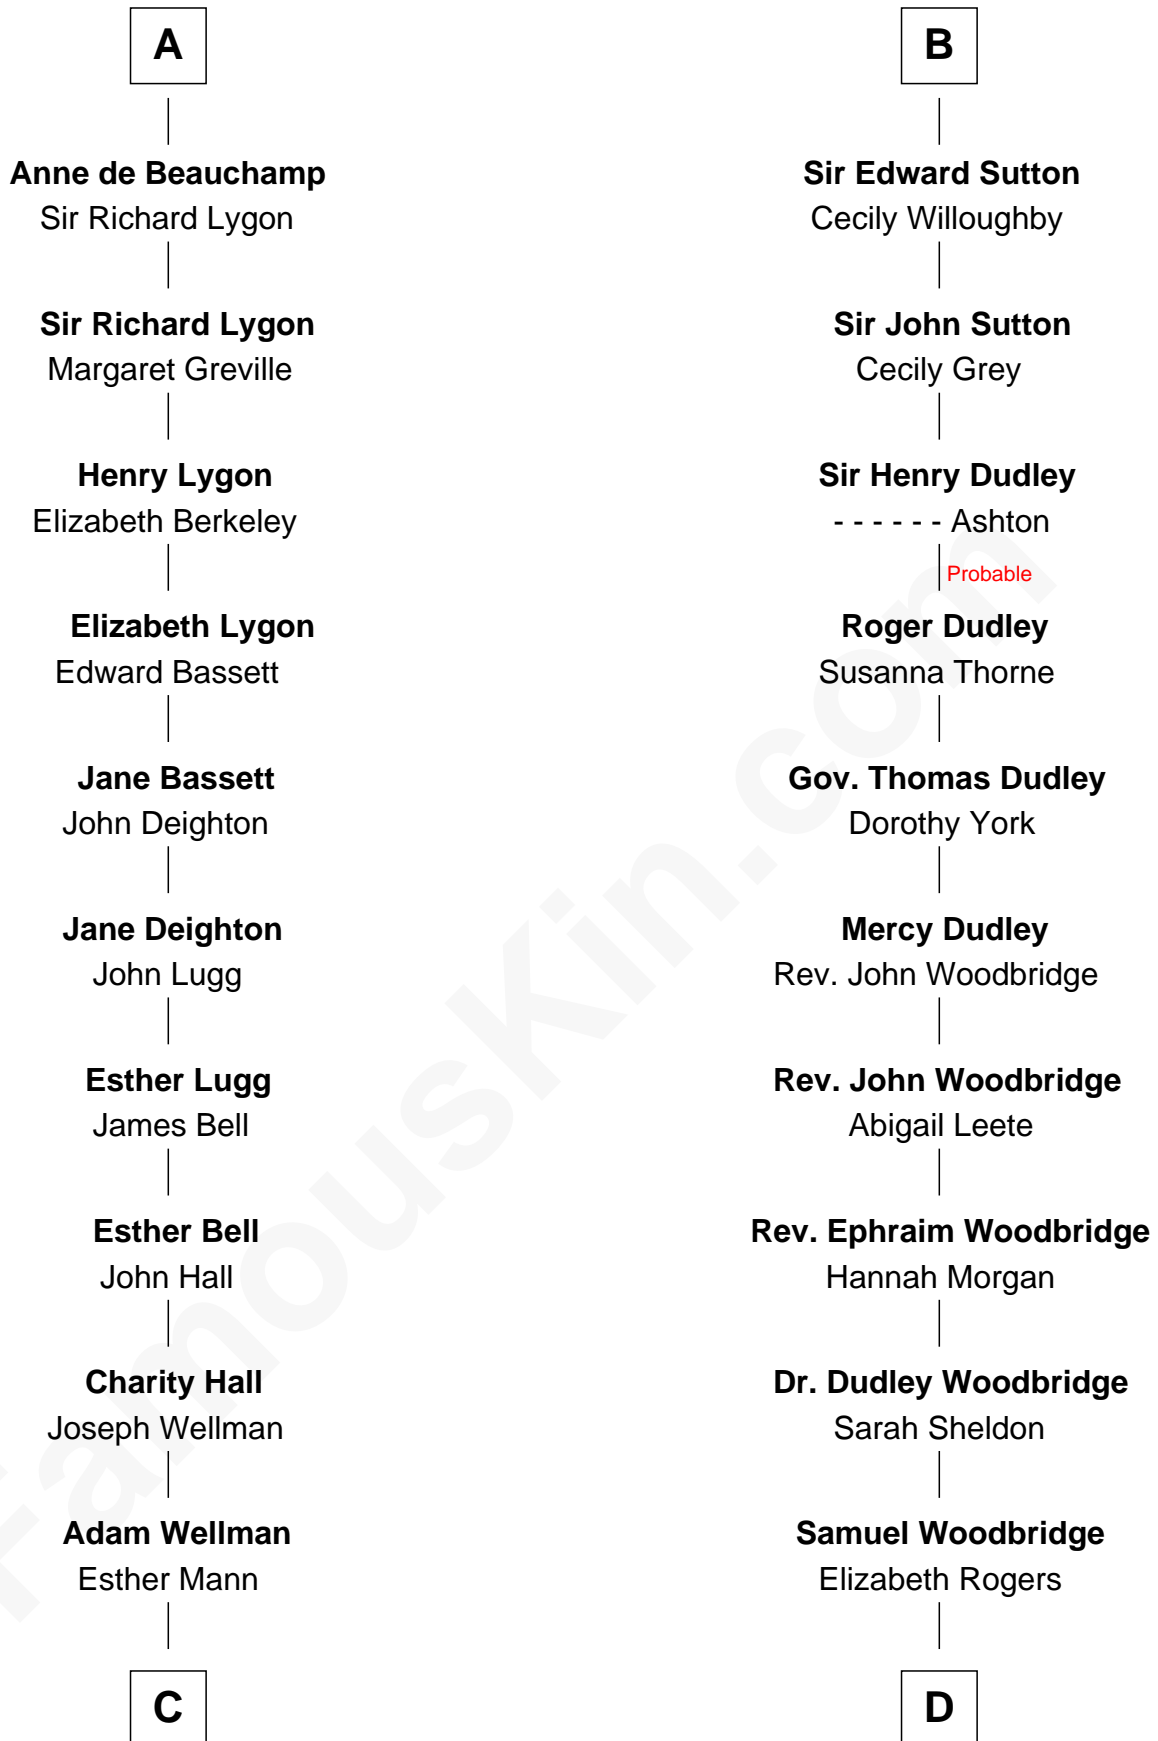 A
Anne de Beauchamp
Sir Richard Lygon
Sir Richard Lygon
Margaret Greville
Henry Lygon
Elizabeth Berkeley
Elizabeth Lygon
Edward Bassett
Jane Bassett
John Deighton
Jane Deighton
John Lugg
Esther Lugg
James Bell
Esther Bell
John Hall
Charity Hall
Joseph Wellman
Adam Wellman
Esther Mann
C
B
Sir Edward Sutton
Cecily Willoughby
Sir John Sutton
Cecily Grey
Sir Henry Dudley
- - - - - - Ashton
Probable
Roger Dudley
Susanna Thorne
Gov. Thomas Dudley
Dorothy York
Mercy Dudley
Rev. John Woodbridge
Rev. John Woodbridge
Abigail Leete
Rev. Ephraim Woodbridge
Hannah Morgan
Dr. Dudley Woodbridge
Sarah Sheldon
Samuel Woodbridge
Elizabeth Rogers
D
FamousKin.com